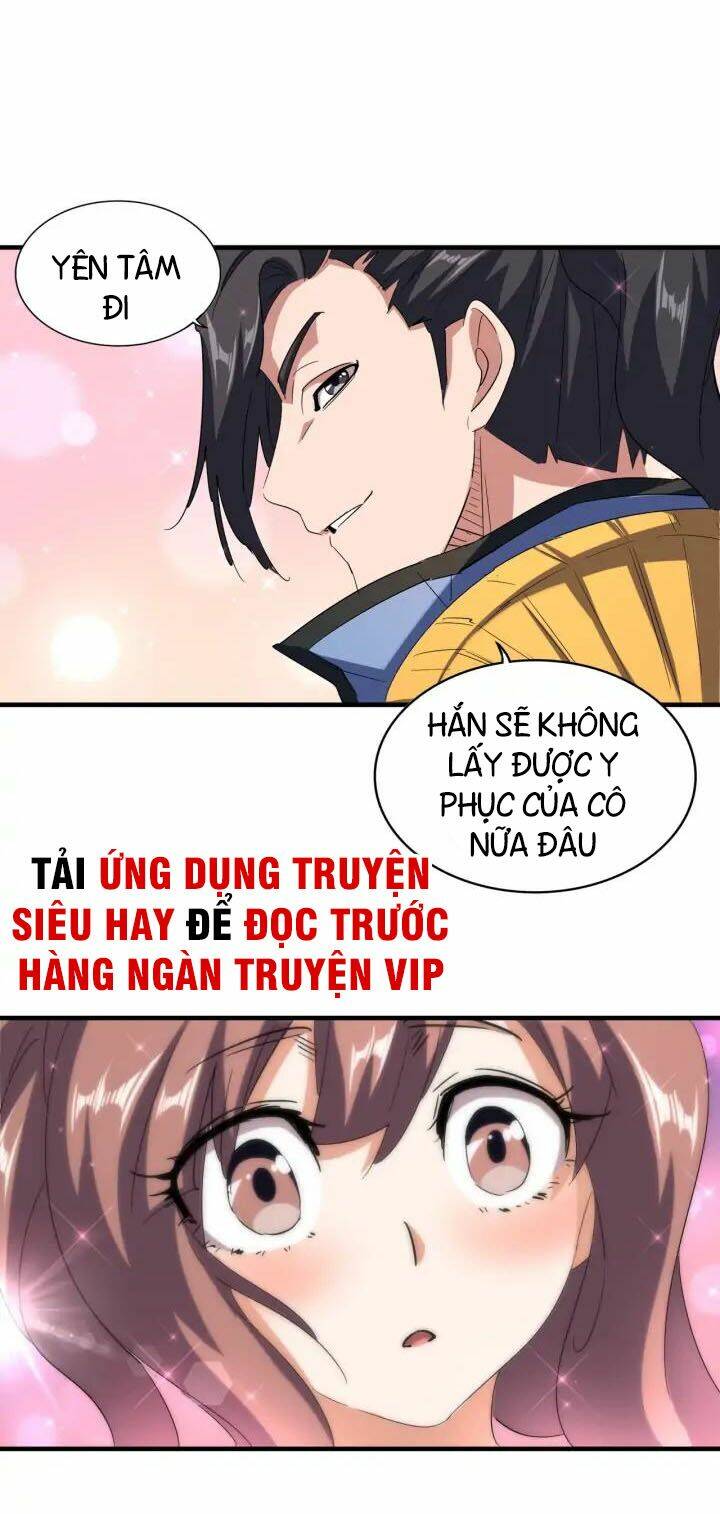 YÊN TÂM
ĐI
HẮN SẼ KHÔNG
LẤY ĐƯỢC Y
PHỤC CỦA CÔ
NỮA ĐÂU
TẢI ỨNG DỤNG TRUYỆN
SIÊU HAY ĐỂ ĐỌC TRƯỚC
HÀNG NGÀN TRUYỆN VIP